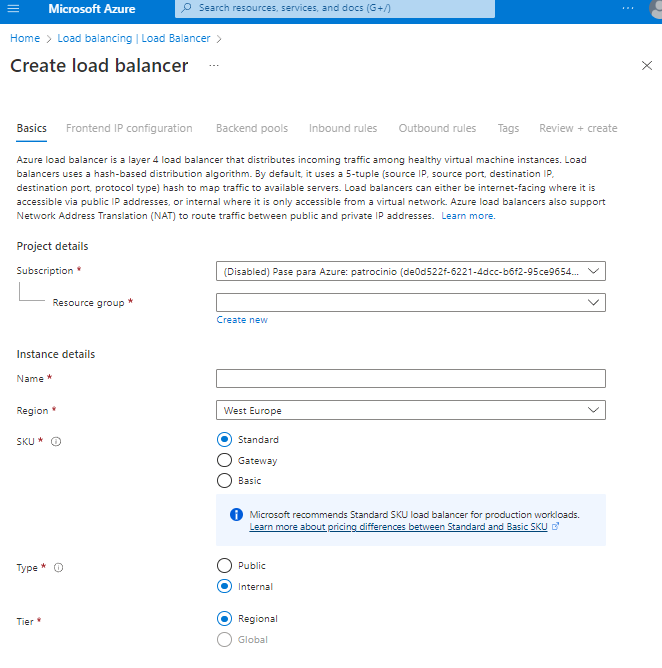 Microsoft Azure
Search resources, services, and docs (G+/)
...
Home > Load balancing | Load Balancer >
Create load balancer ...
Basics Frontend IP configuration Backend pools Inbound rules Outbound rules Tags Review + create
Azure load balancer is a layer 4 load balancer that distributes incoming traffic among healthy virtual machine instances. Load
balancers uses a hash-based distribution algorithm. By default, it uses a 5-tuple (source IP, source port, destination IP,
destination port, protocol type) hash to map traffic to available servers. Load balancers can either be internet-facing where it is
accessible via public IP addresses, or internal where it is only accessible from a virtual network. Azure load balancers also support
Network Address Translation (NAT) to route traffic between public and private IP addresses. Learn more.
Project details
Subscription *
(Disabled) Pase para Azure: patrocinio (de0d522f-6221-4dcc-b6f2-95ce9654...
Resource group *
Create new
Instance details
Name *
Region *
West Europe
SKU *
Standard
Gateway
Basic
Microsoft recommends Standard SKU load balancer for production workloads.
Learn more about pricing differences between Standard and Basic SKU
Type *
Public
Internal
Tier *
Regional
Global